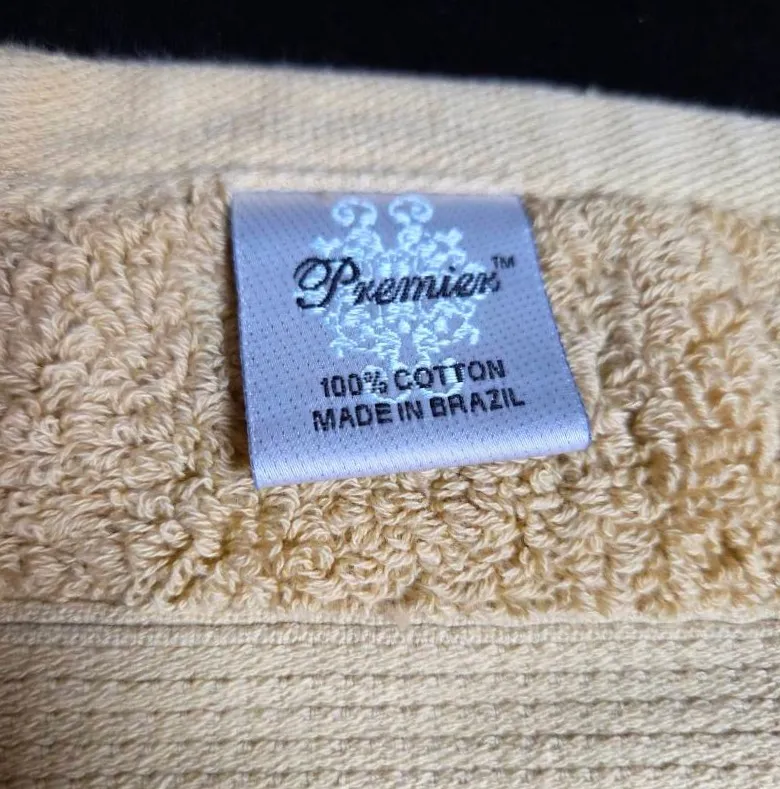 Premier™
100% COTTON
MADE IN BRAZIL